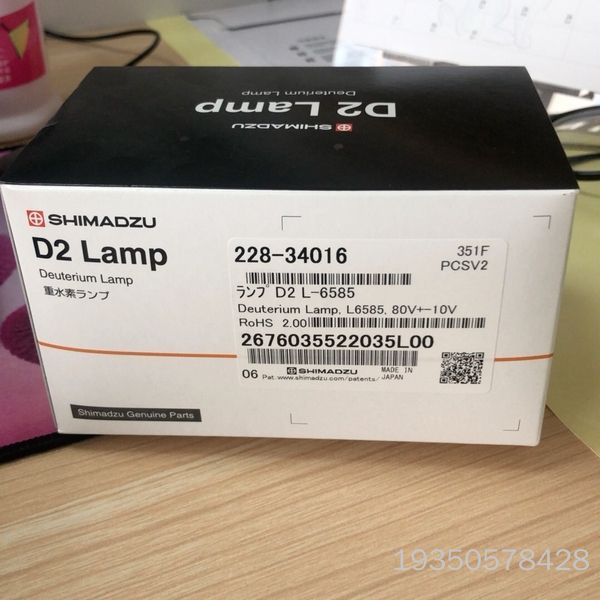 D2 Lamp
Deuterium Lamp
SHIMADZU
SHIMADZU
D2 Lamp
Deuterium Lamp
重水素ランプ
Shimadzu Genuine Parts
228-34016
351F
PCSV2
ﾗﾝﾌﾟ D2 L-6585
Deuterium Lamp, L6585, 80V+-10V
RoHS 2.00
2676035522035L00
06 SHIMADZU MADE IN
Pat.www.shimadzu.com/patents/ JAPAN
19350578428